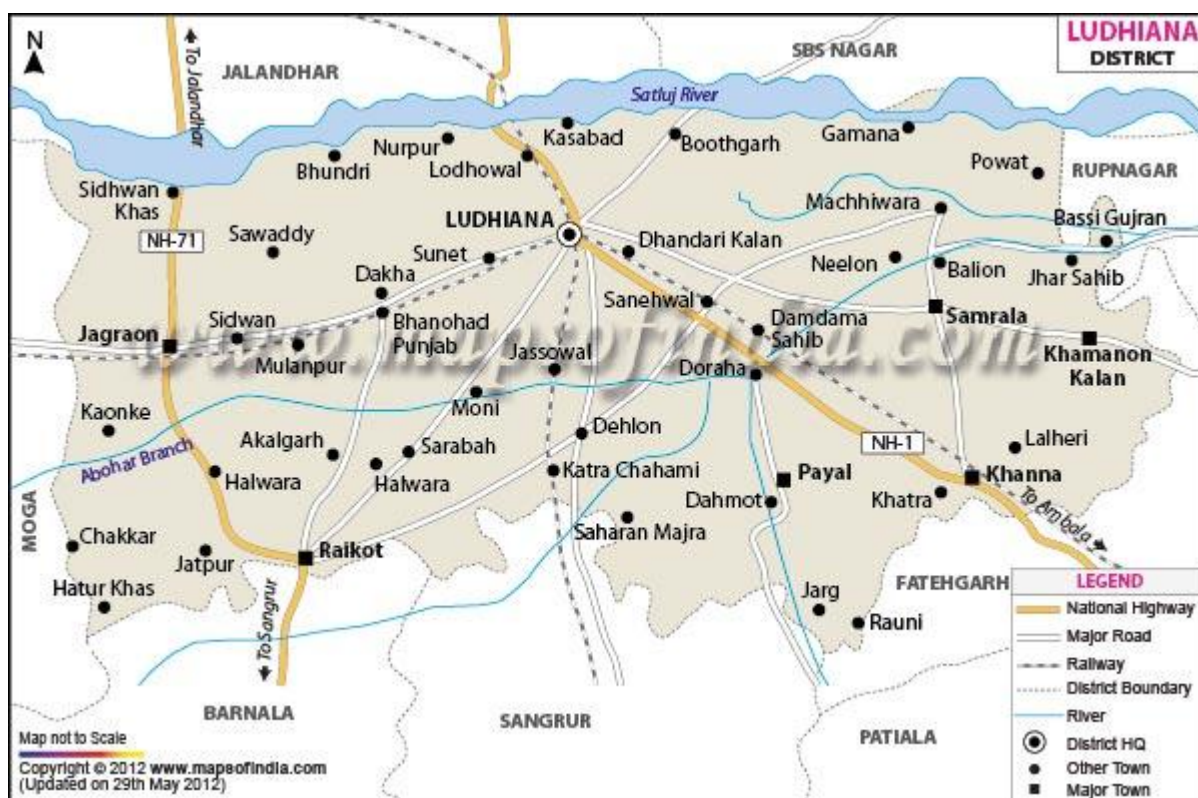 LUDHIANA
DISTRICT
N
To Jalandhar
JALANDHAR
SBS NAGAR
Satluj River
Kasabad
Gamana
Nurpur
Boothgarh
Bhundri
Lodhowal
Powat
RUPNAGAR
Sidhwan
Khas
Machhiwara
LUDHIANA
Bassi Gujran
NH-71
Sawaddy
Sunet
Dhandari Kalan
Neelon
Balion
Jhar Sahib
Dakha
Sanehwal
Samrala
Jagraon
Sidwan
Bhanohad
Punjab
Damdama
Sahib
www.mapsofindia.com
Mulanpur
Jassowal
Doraha
Khamanon
Kalan
Kaonke
Moni
Abohar Branch
Akalgarh
Sarabah
Dehlon
NH-1
Lalheri
Halwara
Halwara
Katra Chahami
Payal
Khanna
MOGA
Dahmot
Khatra
To Ambala
Chakkar
Jatpur
Raikot
Saharan Majra
Hatur Khas
To Sangrur
Jarg
FATEHGARH
Rauni
BARNALA
SANGRUR
PATIALA
LEGEND
National Highway
Major Road
Railway
District Boundary
River
District HQ
Other Town
Major Town
Map not to Scale
Copyright © 2012 www.mapsofindia.com
(Updated on 29th May 2012)